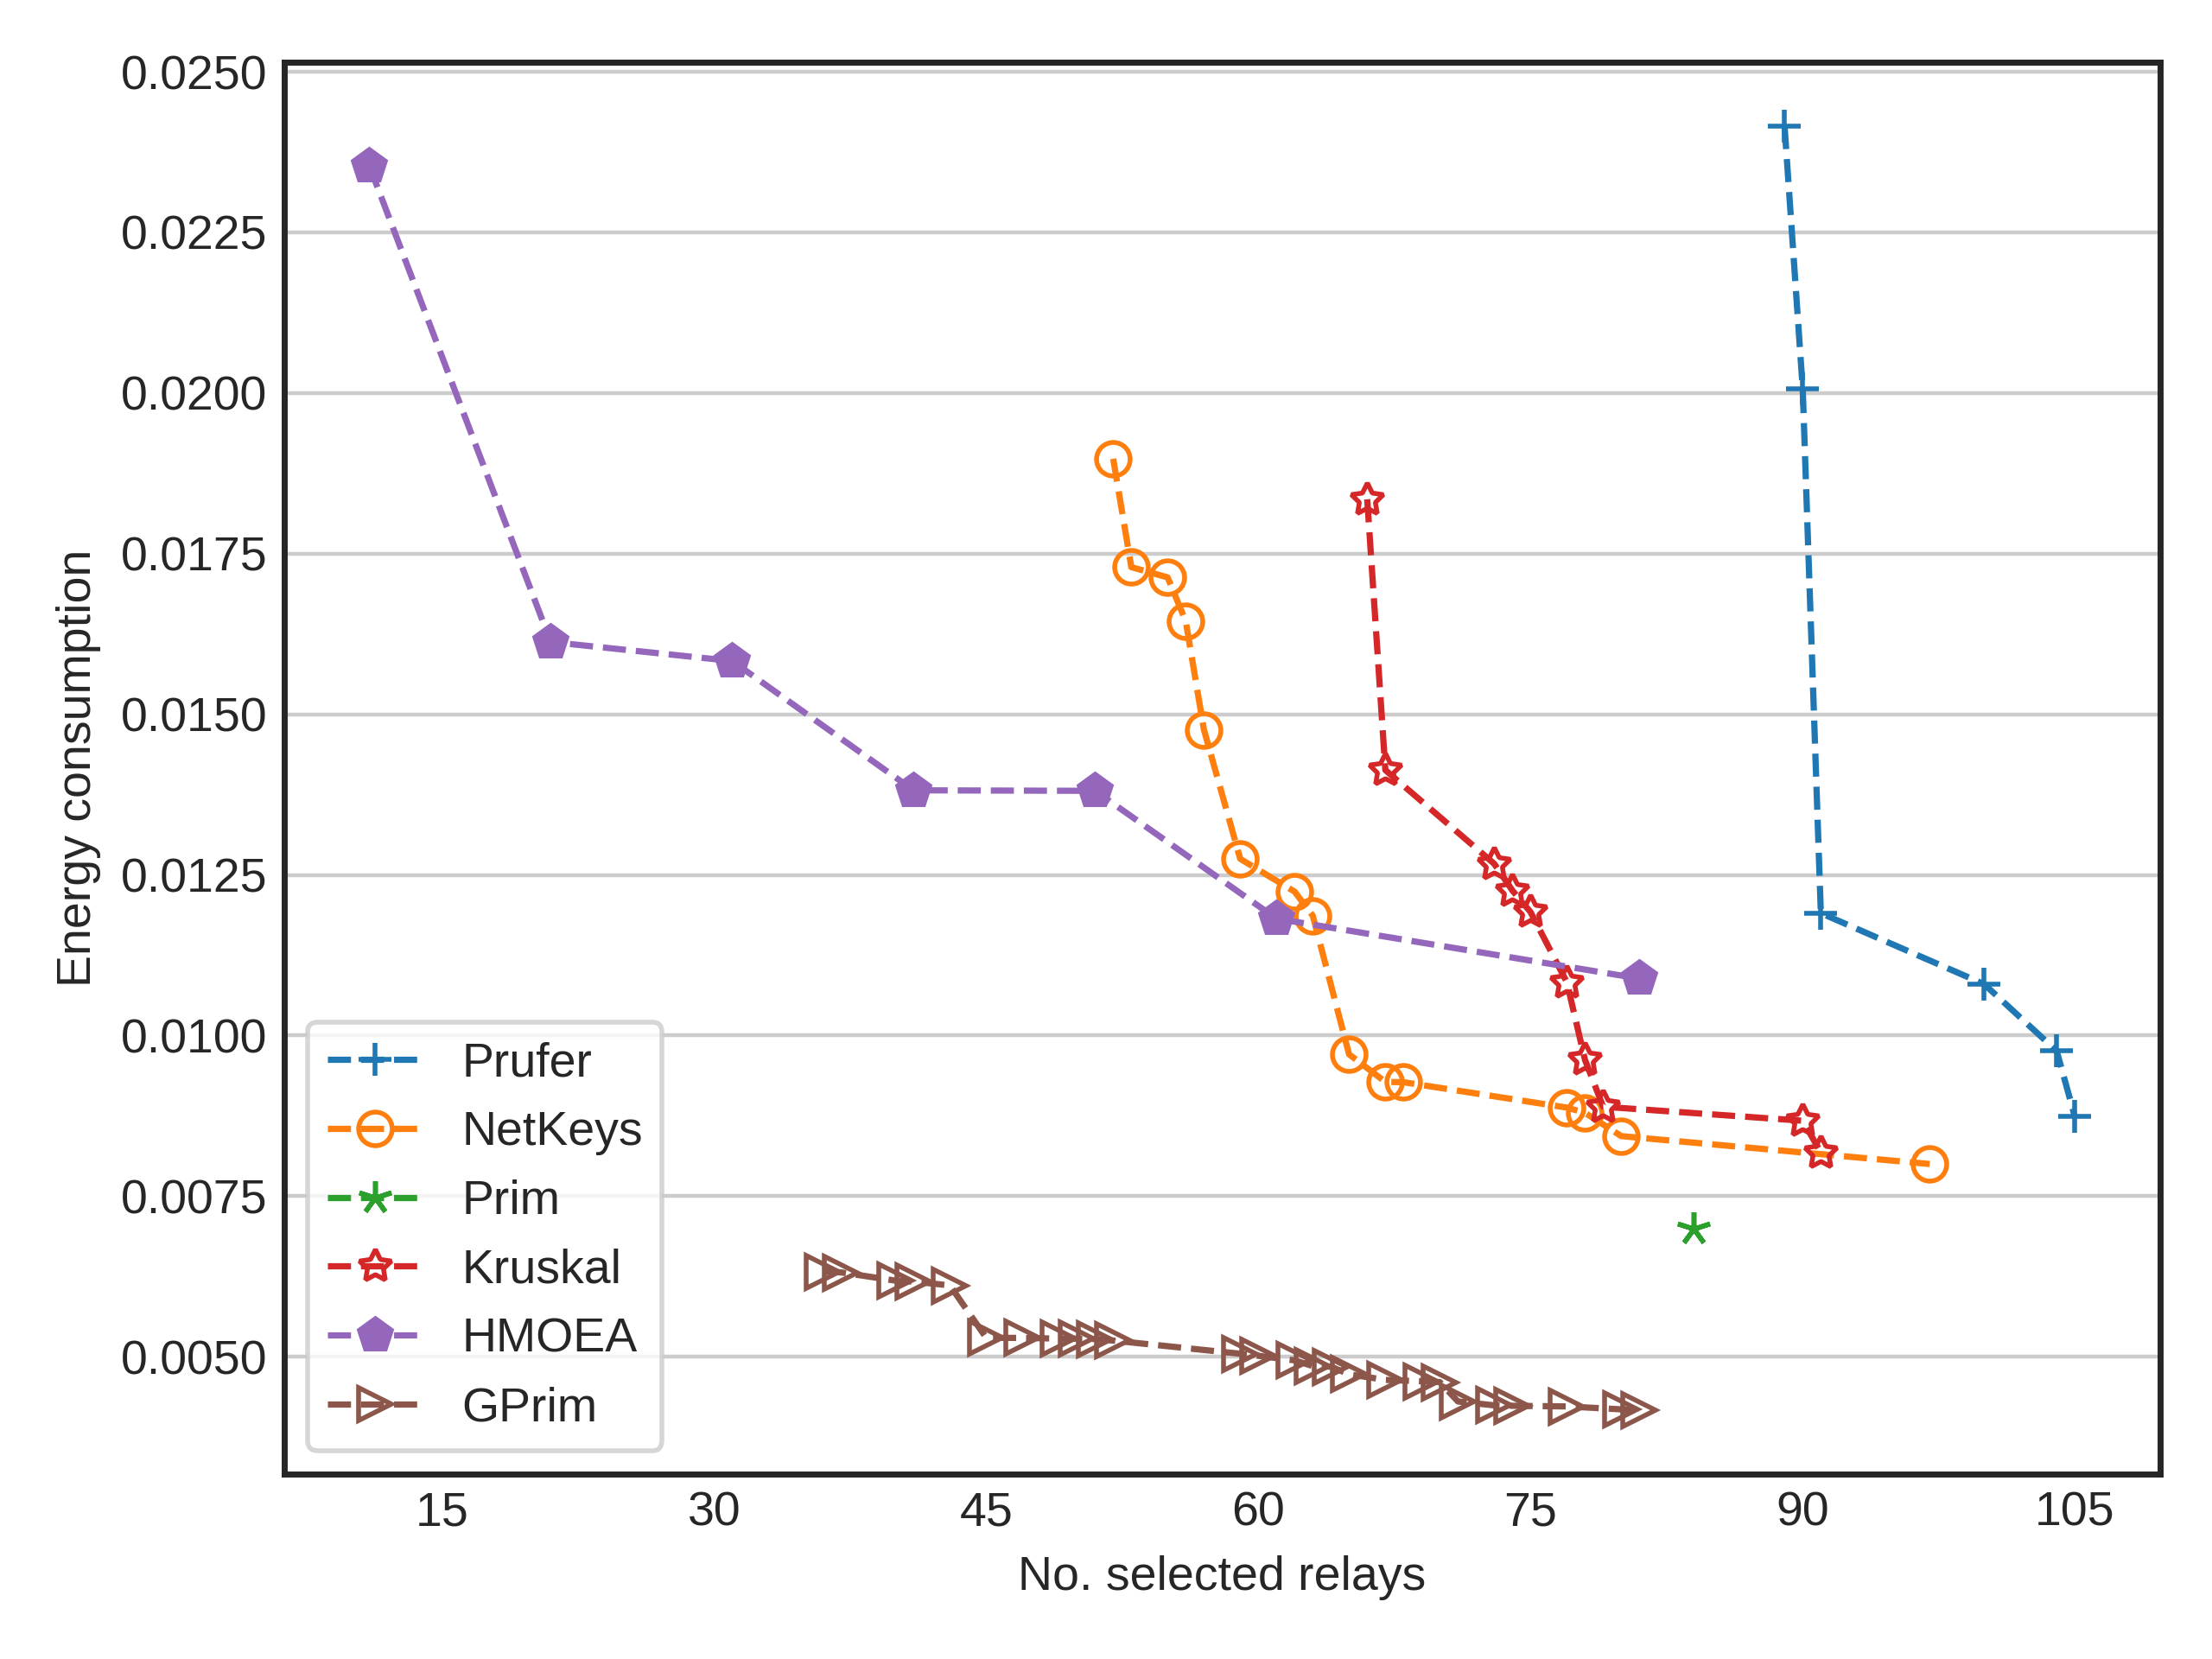 0.0250
0.0225
0.0200
0.0175
0.0150
0.0125
0.0100
0.0075
0.0050
Energy consumption
Prufer
NetKeys
Prim
Kruskal
HMOEA
GPrim
15 30 45 60 75 90 105
No. selected relays